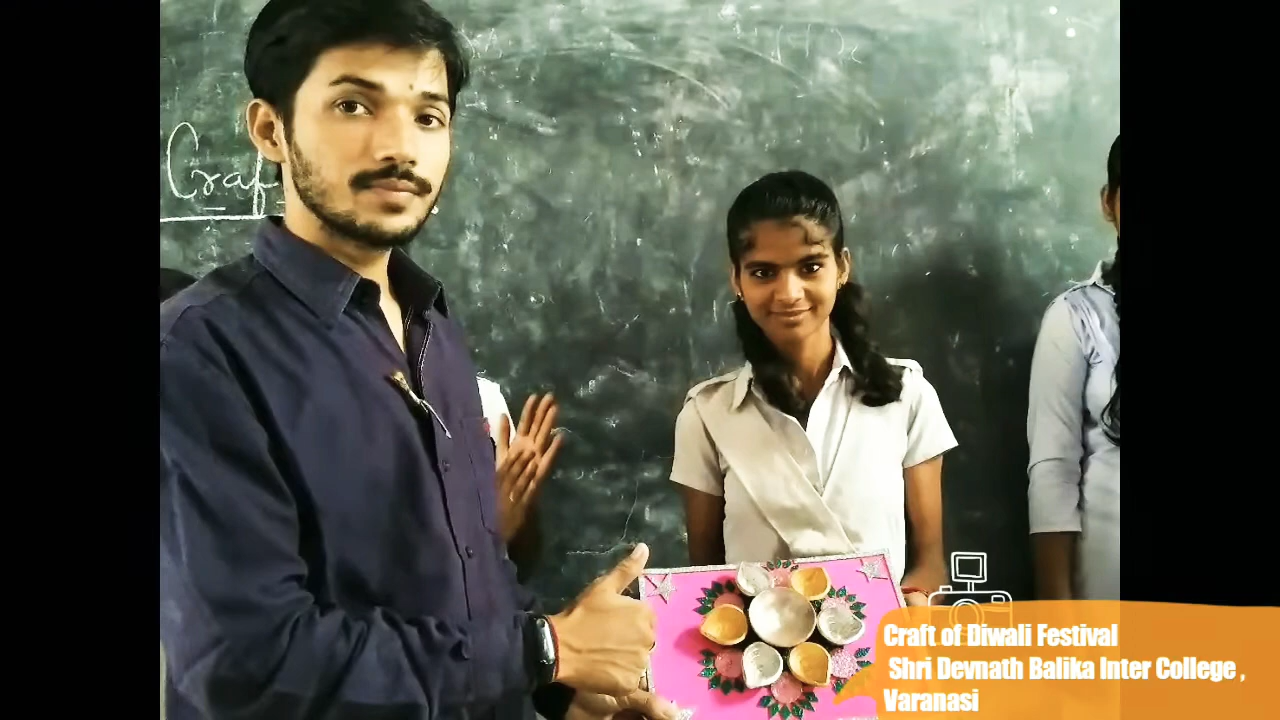 Craf
Craft of Diwali Festival
Shri Devnath Balika Inter College ,
Varanasi